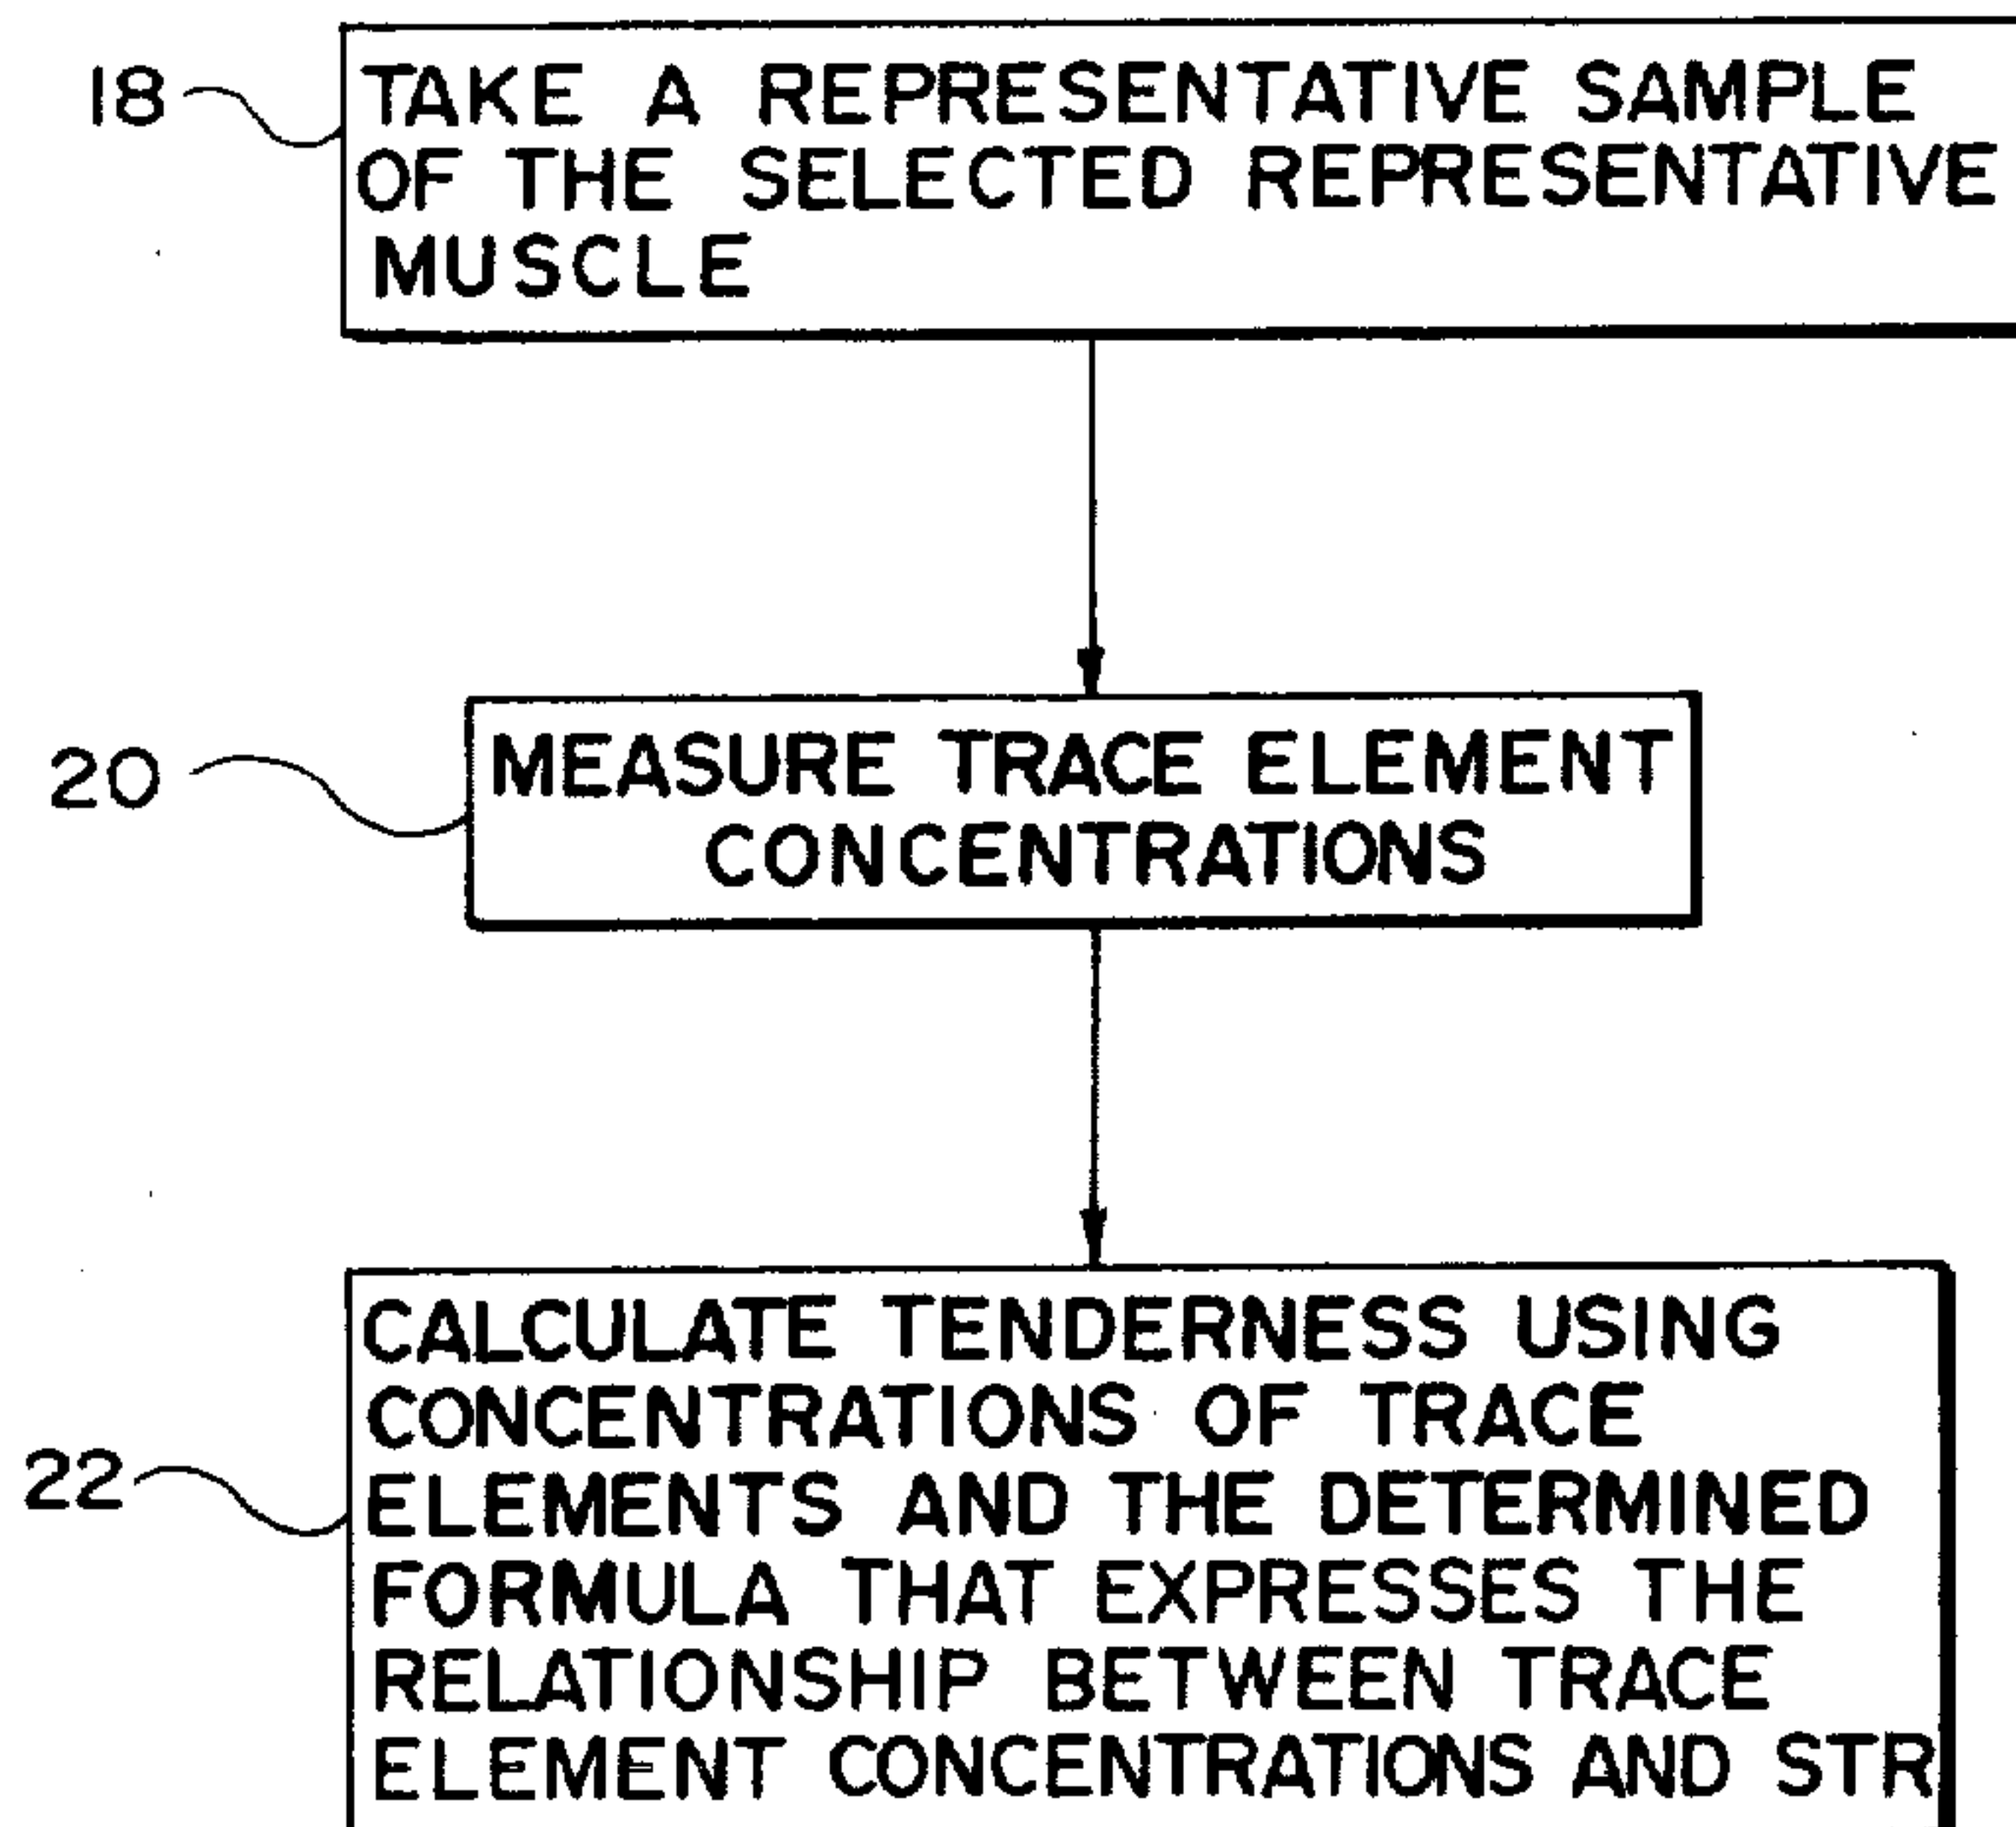 18
TAKE A REPRESENTATIVE SAMPLE
OF THE SELECTED REPRESENTATIVE
MUSCLE
20
MEASURE TRACE ELEMENT
CONCENTRATIONS
22
CALCULATE TENDERNESS USING
CONCENTRATIONS OF TRACE
ELEMENTS AND THE DETERMINED
FORMULA THAT EXPRESSES THE
RELATIONSHIP BETWEEN TRACE
ELEMENT CONCENTRATIONS AND STR